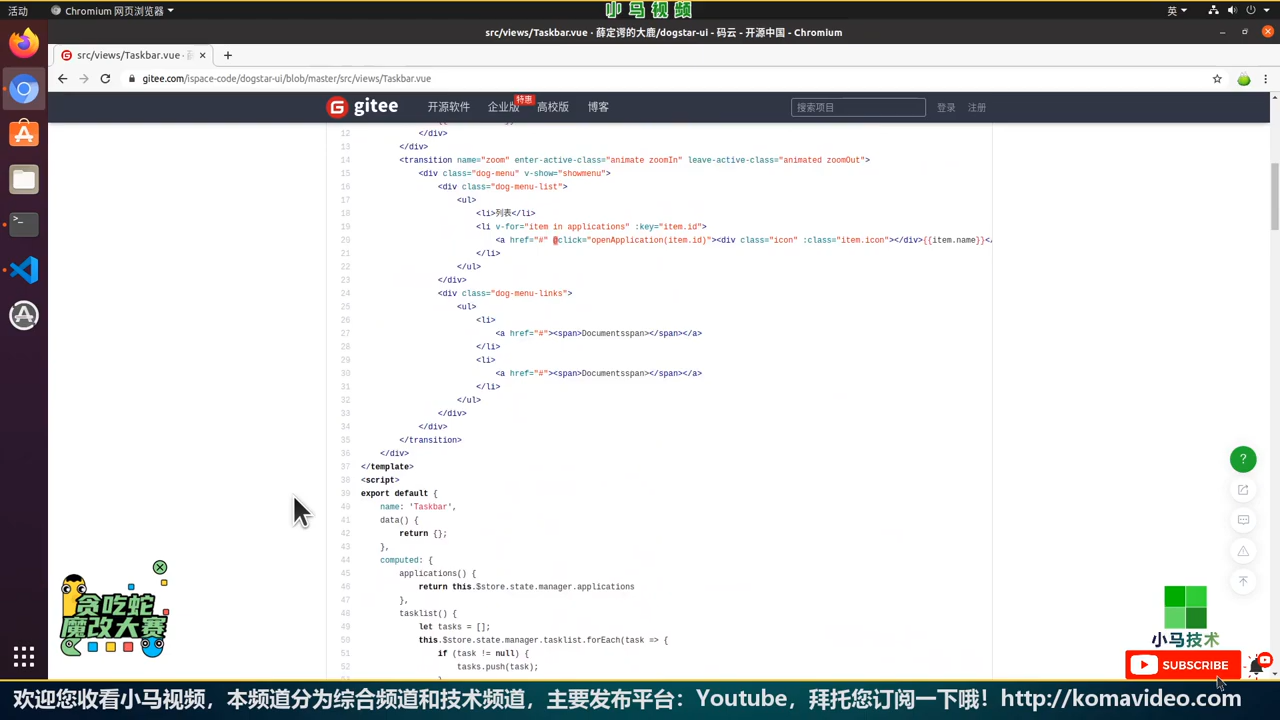 活动
Chromium 网页浏览器
小马视频
英
src/views/Taskbar.vue · 薛定谔的大鹿/dogstar-ui - 码云 - 开源中国 - Chromium
src/views/Taskbar.vue ·
gitee.com/ispace-code/dogstar-ui/blob/master/src/views/Taskbar.vue
gitee
开源软件
企业版
特惠
高校版
博客
搜索项目
登录
注册
12 </div>
13 </div>
14 <transition name="zoom" enter-active-class="animate zoomIn" leave-active-class="animated zoomOut">
15 <div class="dog-menu" v-show="showmenu">
16 <div class="dog-menu-list">
17 <ul>
18 <li>列表</li>
19 <li v-for="item in applications" :key="item.id">
20 <a href="#" @click="openApplication(item.id)"><div class="icon" :class="item.icon"></div>{{item.name}}</
21 </li>
22 </ul>
23 </div>
24 <div class="dog-menu-links">
25 <ul>
26 <li>
27 <a href="#"><span>Documentsspan></span></a>
28 </li>
29 <li>
30 <a href="#"><span>Documentsspan></span></a>
31 </li>
32 </ul>
33 </div>
34 </div>
35 </transition>
36 </div>
37 </template>
38 <script>
39 export default {
40 name: 'Taskbar',
41 data() {
42 return {};
43 },
44 computed: {
45 applications() {
46 return this.$store.state.manager.applications
47 },
48 tasklist() {
49 let tasks = [];
50 this.$store.state.manager.tasklist.forEach(task => {
51 if (task != null) {
52 tasks.push(task);
贪吃蛇
魔改大赛
小马技术
SUBSCRIBE
欢迎您收看小马视频，本频道分为综合频道和技术频道，主要发布平台：Youtube，拜托您订阅一下哦！http://komavideo.com